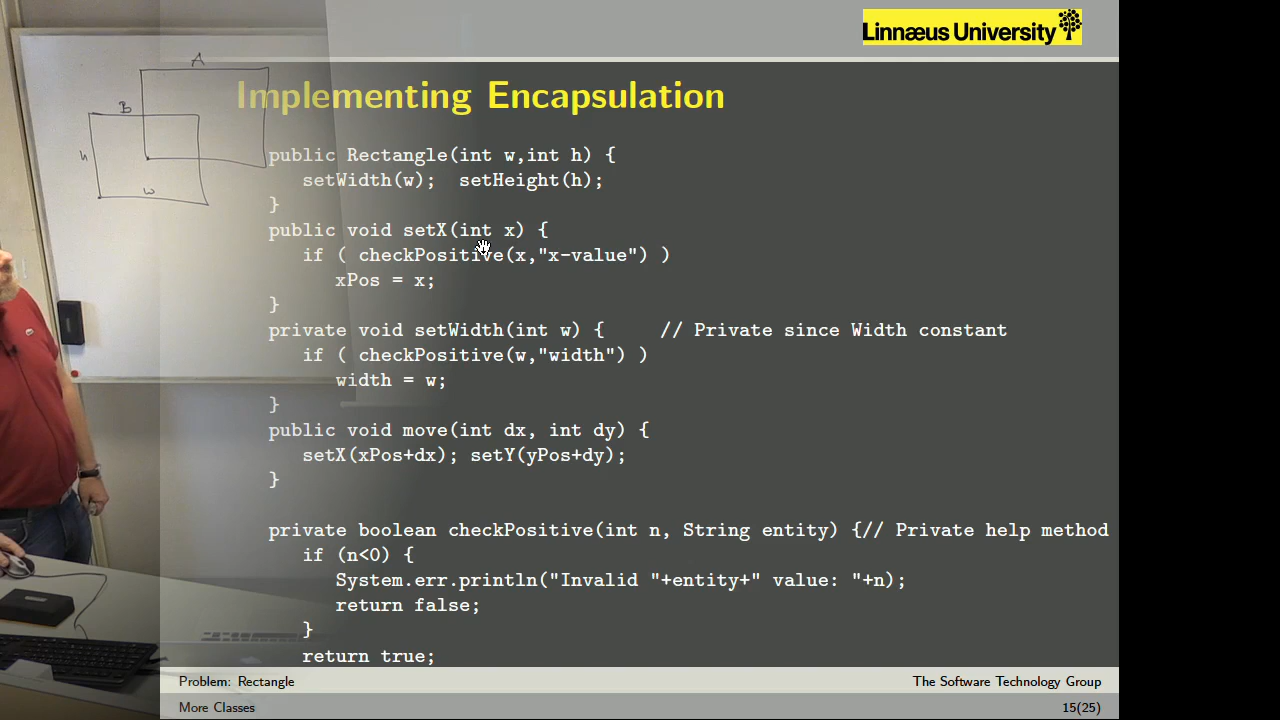 Linnæus University
A
B
h
w
Implementing Encapsulation
public Rectangle(int w,int h) {
setWidth(w); setHeight(h);
}
public void setX(int x) {
if ( checkPositive(x,"x-value") )
xPos = x;
}
private void setWidth(int w) { // Private since Width constant
if ( checkPositive(w,"width") )
width = w;
}
public void move(int dx, int dy) {
setX(xPos+dx); setY(yPos+dy);
}
private boolean checkPositive(int n, String entity) {// Private help method
if (n<0) {
System.err.println("Invalid "+entity+" value: "+n);
return false;
}
return true;
Problem: Rectangle
The Software Technology Group
More Classes
15(25)